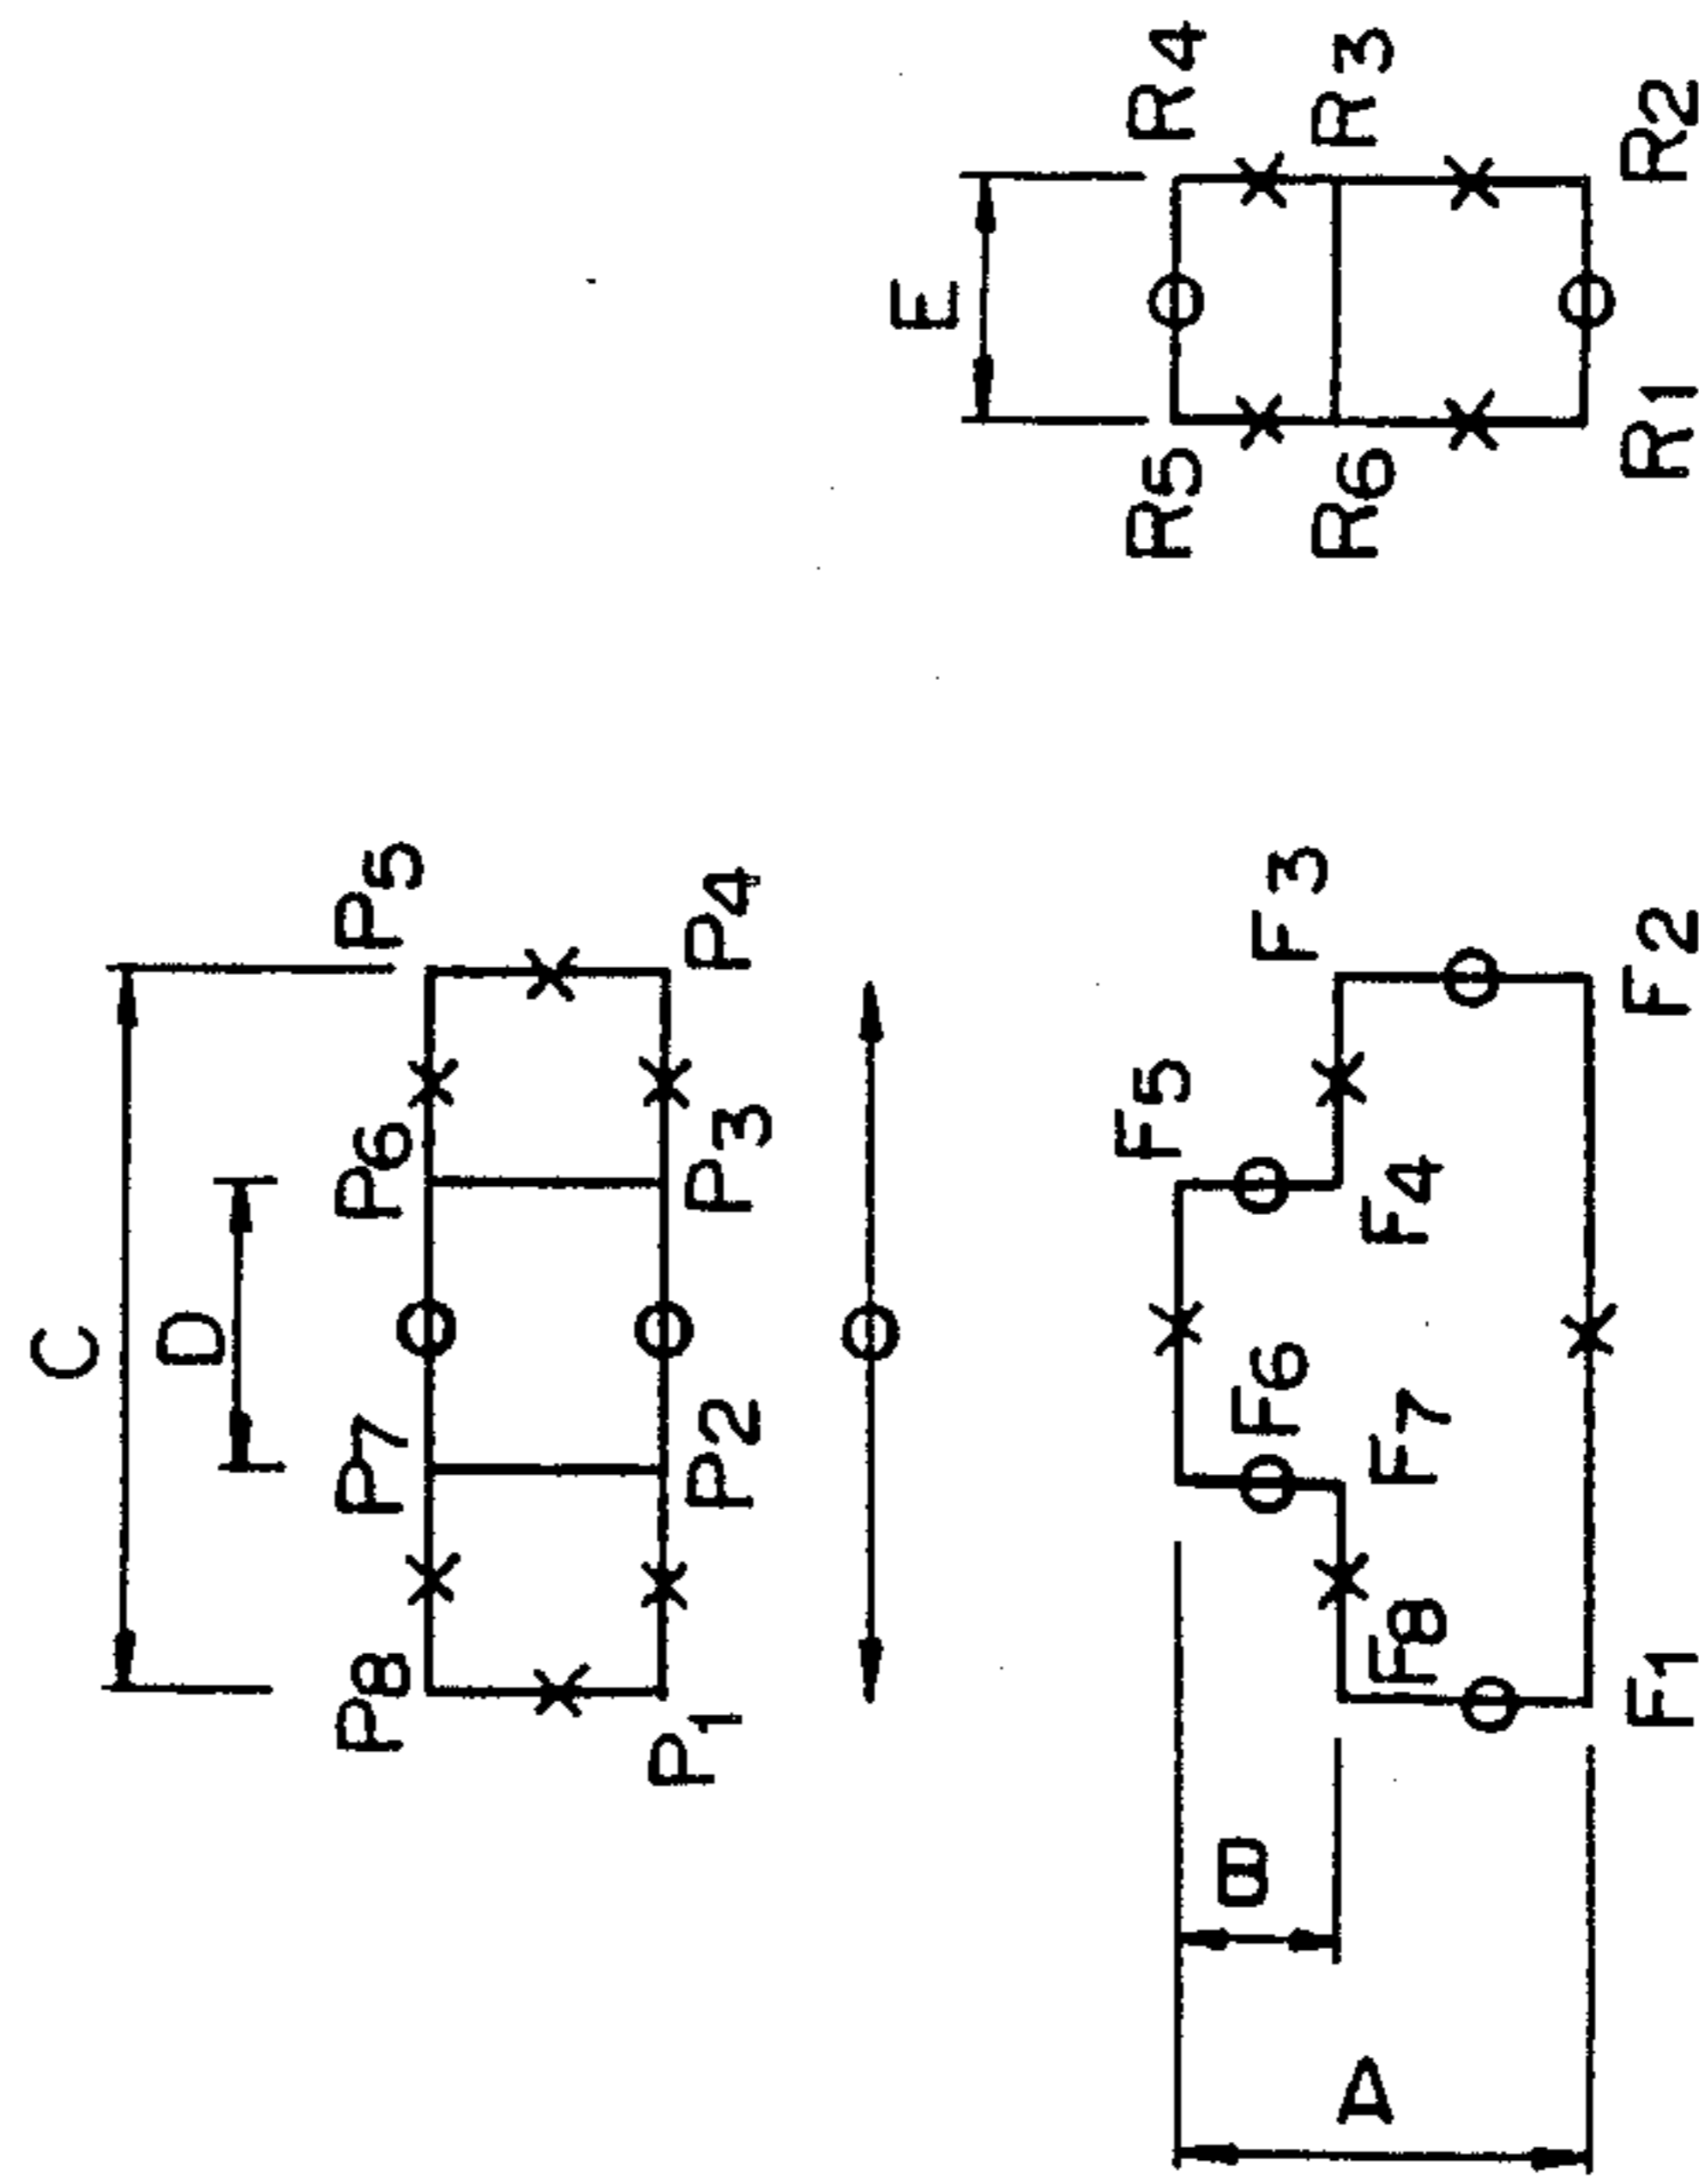 C
D
P8 P7 P6 P5
P1 P2 P3 P4
E
R5 R4
R6 R3
R1 R2
F6 F5 F3
F8 F7 F4
F1 F2
B
A